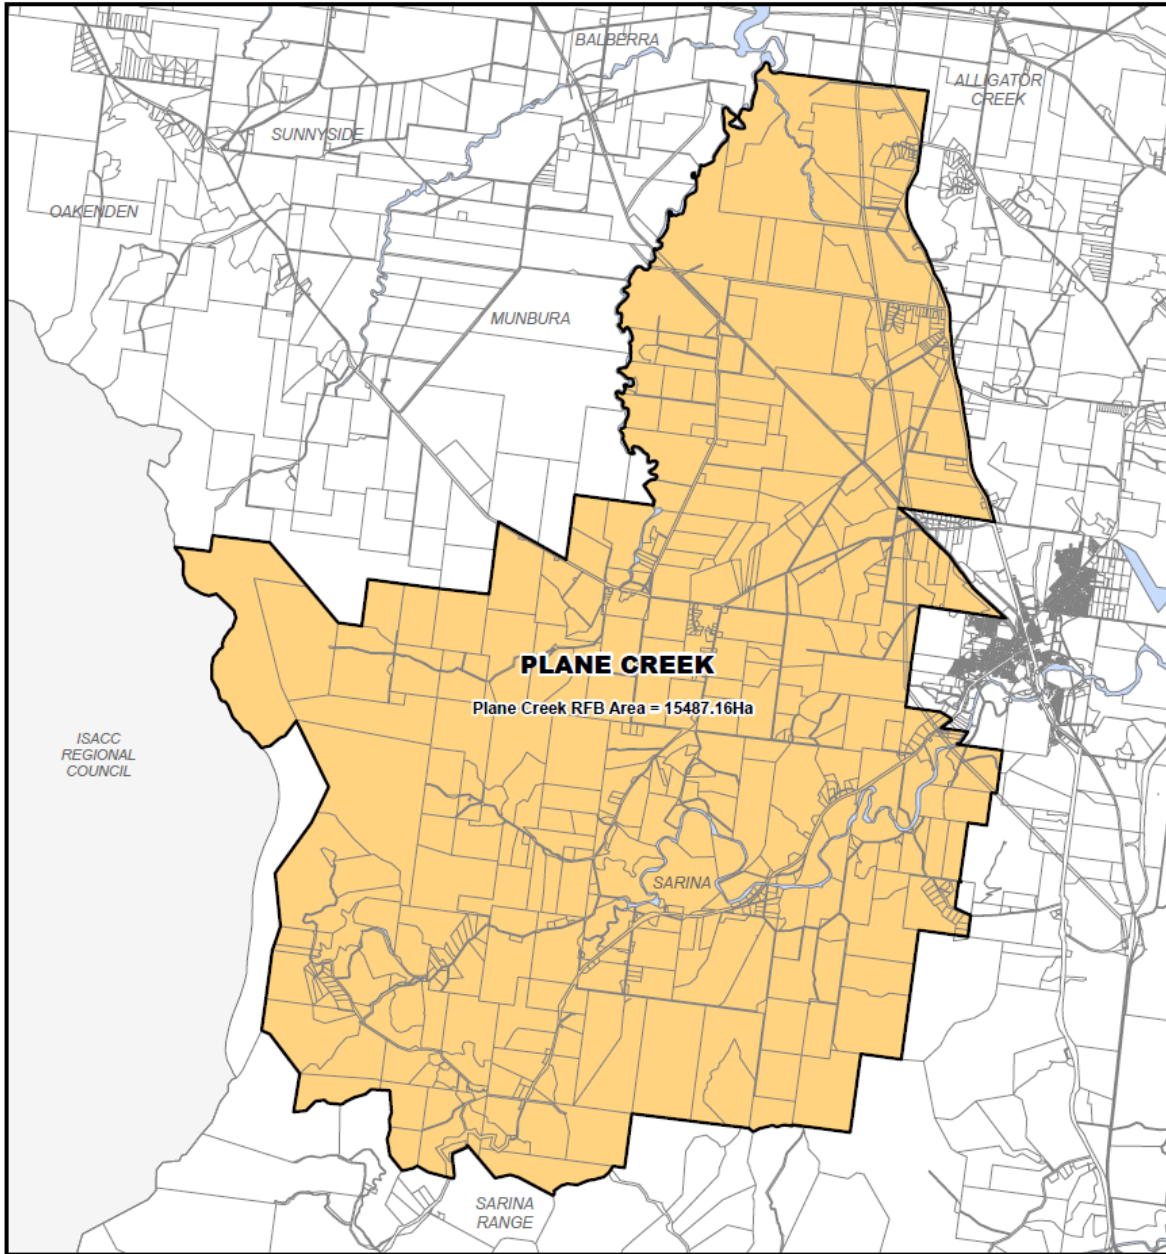 BALBERRA
ALLIGATOR
CREEK
SUNNYSIDE
OAKENDEN
MUNBURA
PLANE CREEK
Plane Creek RFB Area = 15487.16Ha
ISACC
REGIONAL
COUNCIL
SARINA
SARINA
RANGE